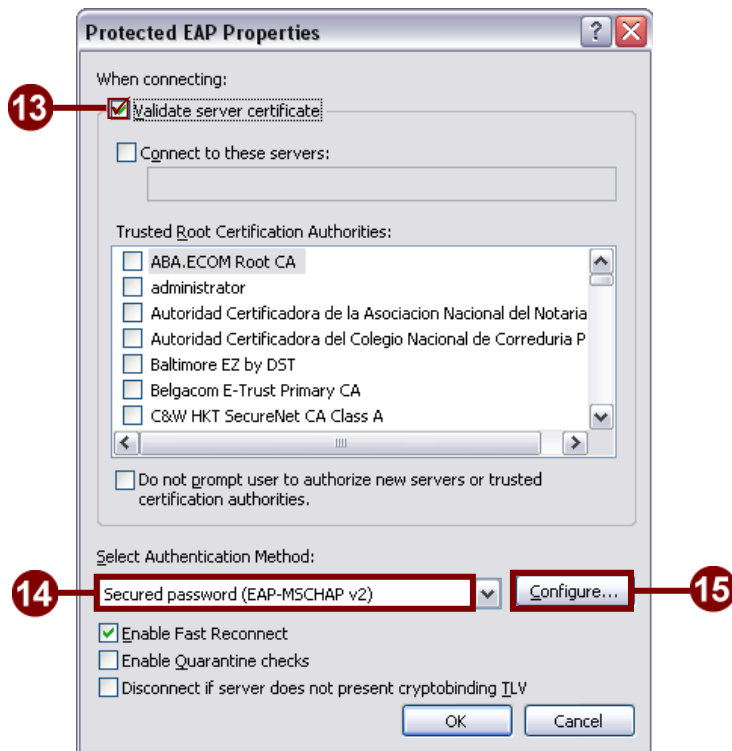 Protected EAP Properties
When connecting:
13
Validate server certificate
Connect to these servers:
Trusted Root Certification Authorities:
ABA.ECOM Root CA
administrator
Autoridad Certificadora de la Asociacion Nacional del Notaria
Autoridad Certificadora del Colegio Nacional de Correduria P
Baltimore EZ by DST
Belgacom E-Trust Primary CA
C&W HKT SecureNet CA Class A
Do not prompt user to authorize new servers or trusted
certification authorities.
Select Authentication Method:
14
Secured password (EAP-MSCHAP v2)
Configure...
15
Enable Fast Reconnect
Enable Quarantine checks
Disconnect if server does not present cryptobinding TLV
OK
Cancel